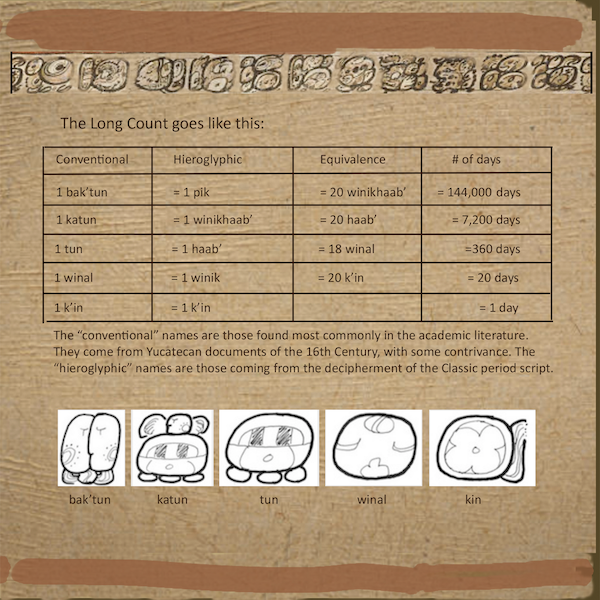 The Long Count goes like this:
Conventional Hieroglyphic Equivalence # of days
1 bak’tun = 1 pik = 20 winikhaab’ = 144,000 days
1 katun = 1 winikhaab’ = 20 haab’ = 7,200 days
1 tun = 1 haab’ = 18 winal =360 days
1 winal = 1 winik = 20 k’in = 20 days
1 k’in = 1 k’in = 1 day
The “conventional” names are those found most commonly in the academic literature.
They come from Yucatecan documents of the 16th Century, with some contrivance. The
“hieroglyphic” names are those coming from the decipherment of the Classic period script.
bak’tun katun tun winal kin